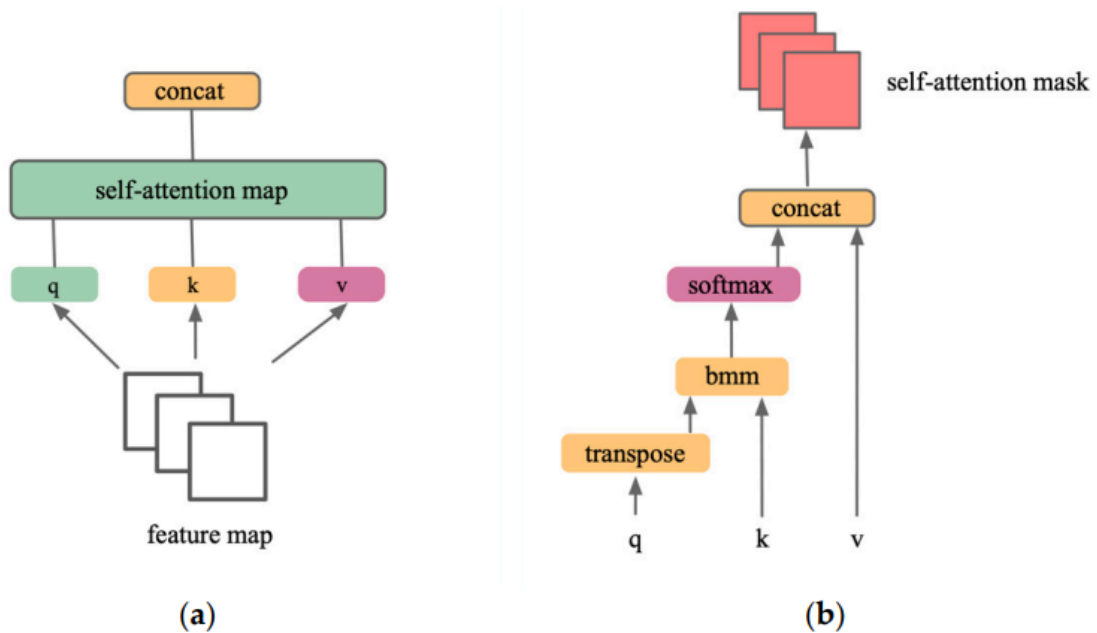 concat
self-attention map
q k v
feature map
(a)
self-attention mask
concat
softmax
bmm
transpose
q k v
(b)